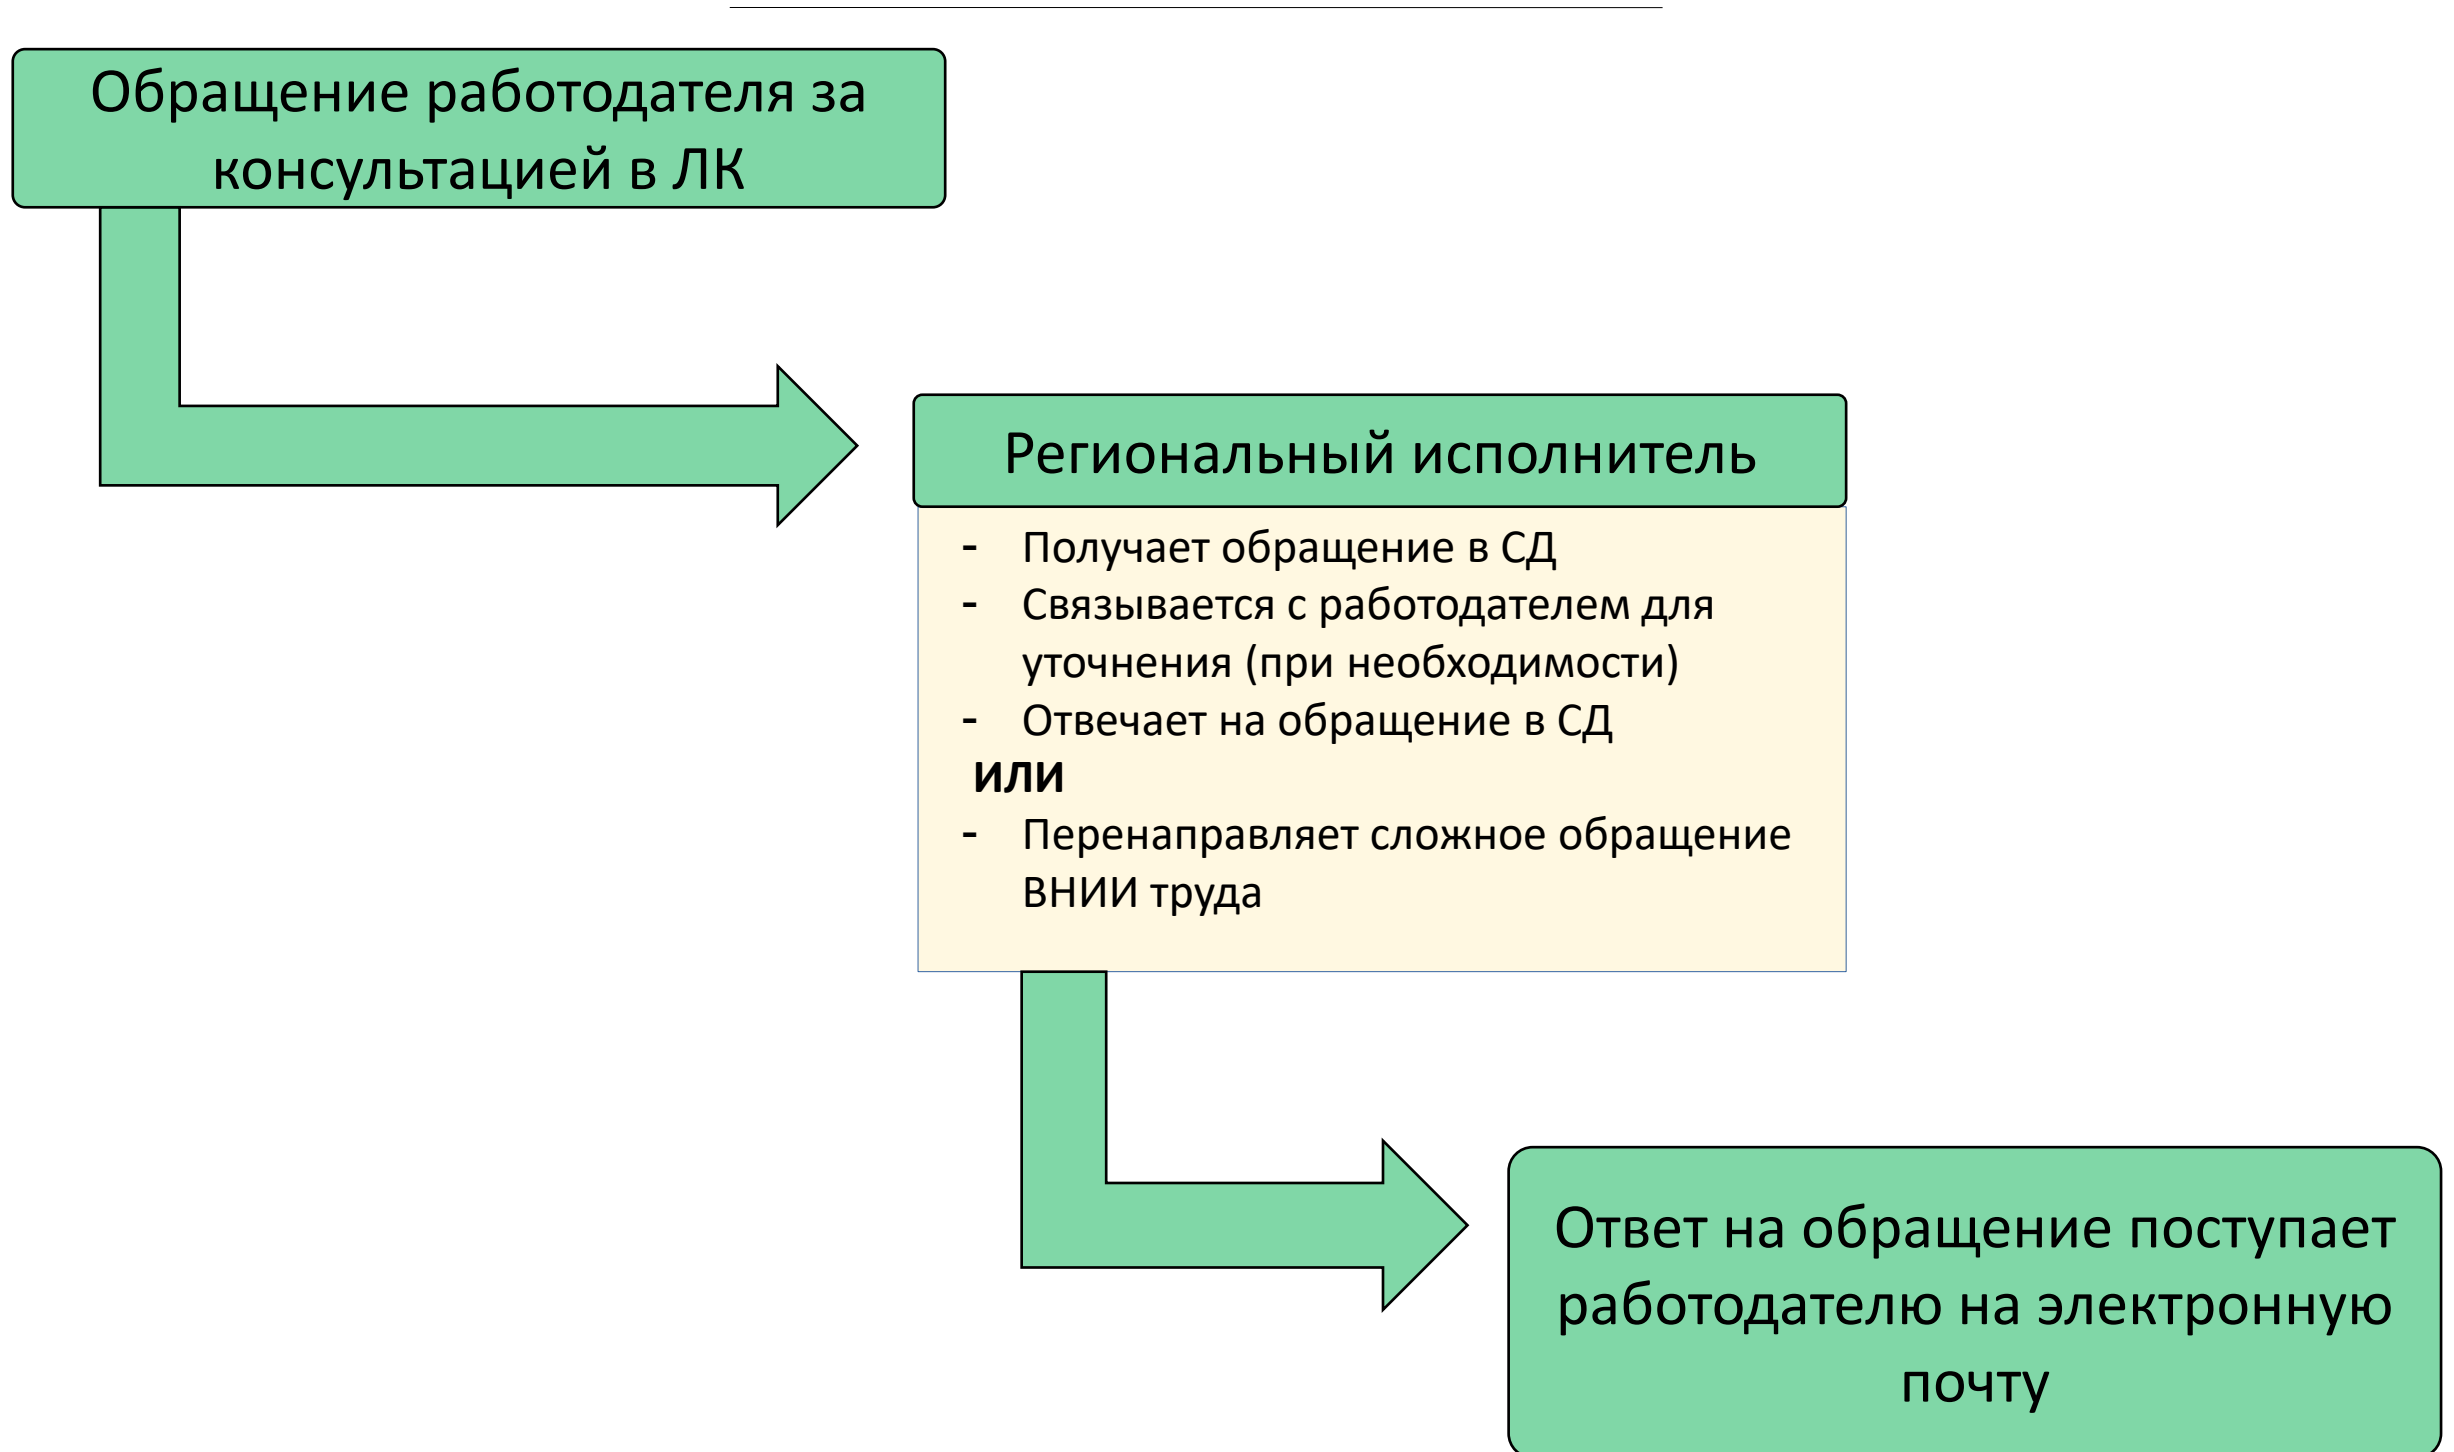 Обращение работодателя за
консультацией в ЛК
Региональный исполнитель
- Получает обращение в СД
- Связывается с работодателем для
уточнения (при необходимости)
- Отвечает на обращение в СД
или
- Перенаправляет сложное обращение
ВНИИ труда
Ответ на обращение поступает
работодателю на электронную
почту